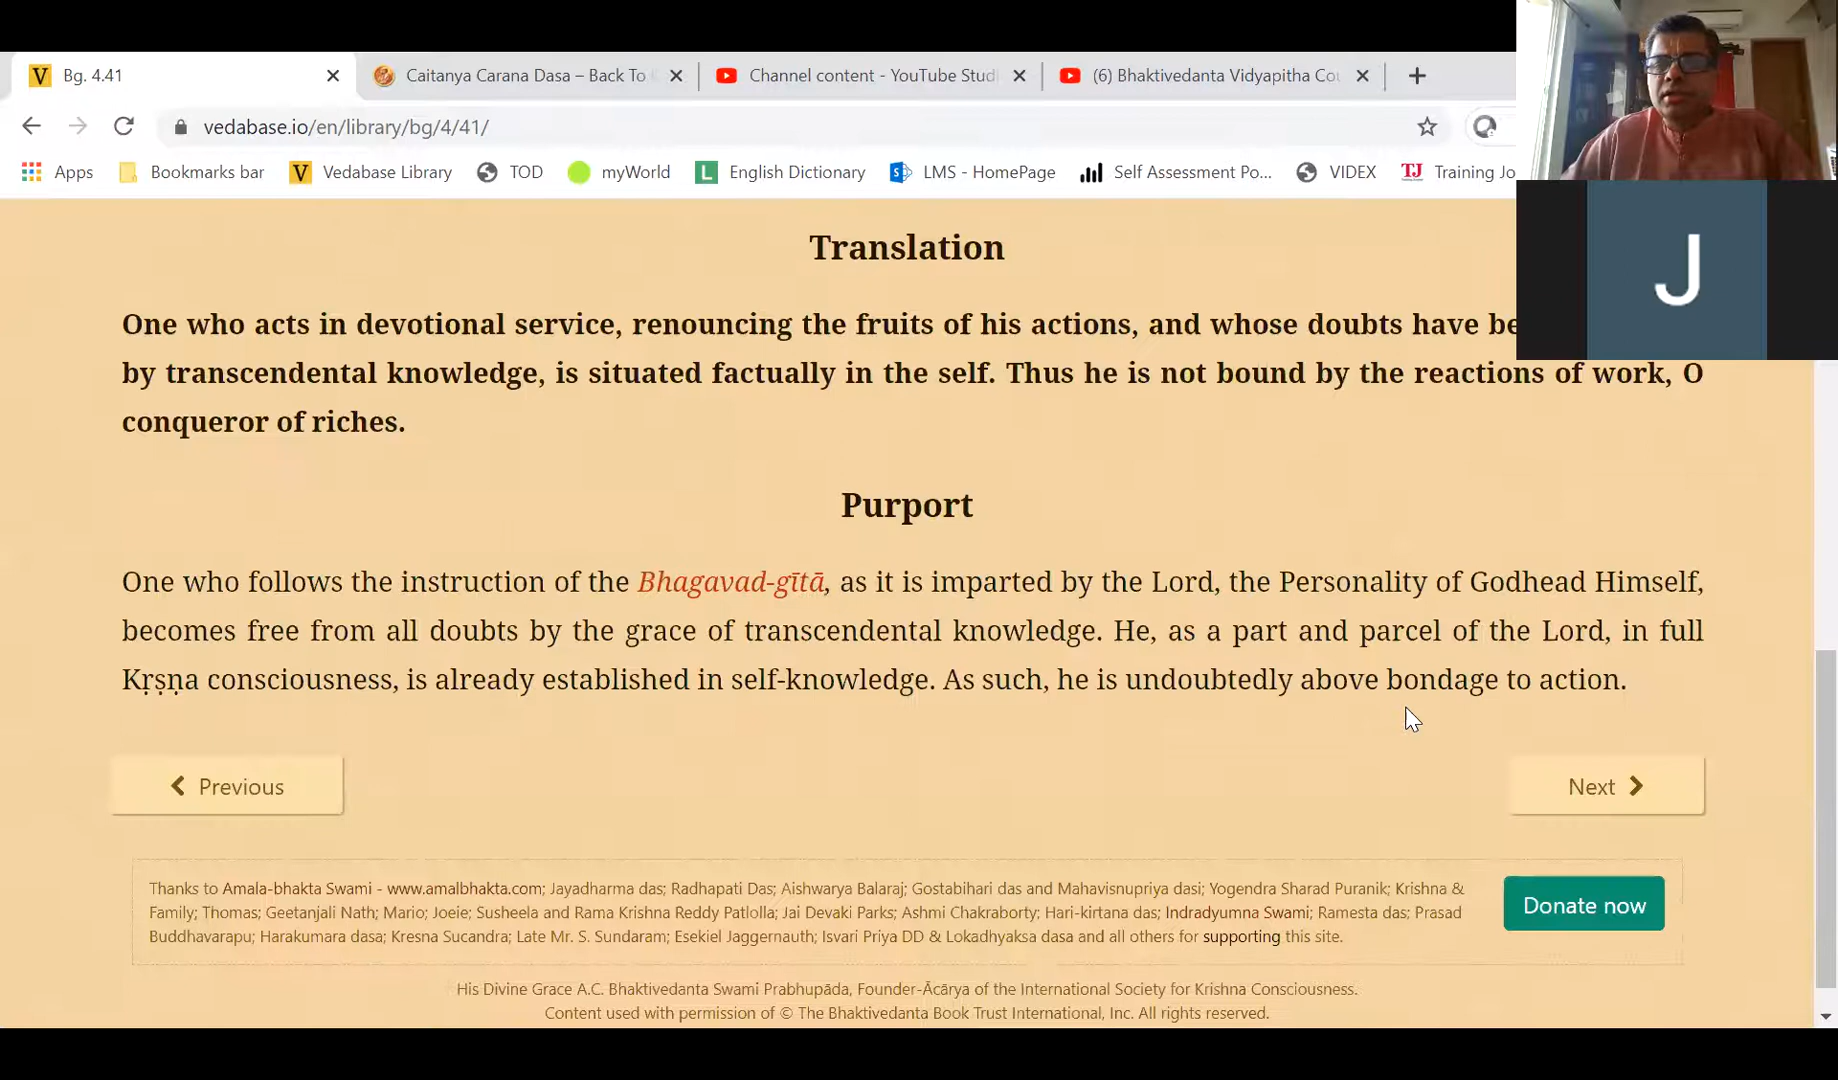 Bg. 4.41
Caitanya Carana Dasa – Back To
Channel content - YouTube Studi
(6) Bhaktivedanta Vidyapitha Cou
vedabase.io/en/library/bg/4/41/
Apps Bookmarks bar Vedabase Library TOD myWorld English Dictionary LMS - HomePage Self Assessment Po... VIDEX Training Jo
J
Translation
One who acts in devotional service, renouncing the fruits of his actions, and whose doubts have be
by transcendental knowledge, is situated factually in the self. Thus he is not bound by the reactions of work, O
conqueror of riches.
Purport
One who follows the instruction of the Bhagavad-gītā, as it is imparted by the Lord, the Personality of Godhead Himself,
becomes free from all doubts by the grace of transcendental knowledge. He, as a part and parcel of the Lord, in full
Kṛṣṇa consciousness, is already established in self-knowledge. As such, he is undoubtedly above bondage to action.
Previous
Next
Thanks to Amala-bhakta Swami - www.amalbhakta.com; Jayadharma das; Radhapati Das; Aishwarya Balaraj; Gostabihari das and Mahavisnupriya dasi; Yogendra Sharad Puranik; Krishna &
Family; Thomas; Geetanjali Nath; Mario; Joeie; Susheela and Rama Krishna Reddy Patlolla; Jai Devaki Parks; Ashmi Chakraborty; Hari-kirtana das; Indradyumna Swami; Ramesta das; Prasad
Buddhavarapu; Harakumara dasa; Kresna Sucandra; Late Mr. S. Sundaram; Esekiel Jaggernauth; Isvari Priya DD & Lokadhyaksa dasa and all others for supporting this site.
Donate now
His Divine Grace A.C. Bhaktivedanta Swami Prabhupāda, Founder-Ācārya of the International Society for Krishna Consciousness.
Content used with permission of © The Bhaktivedanta Book Trust International, Inc. All rights reserved.